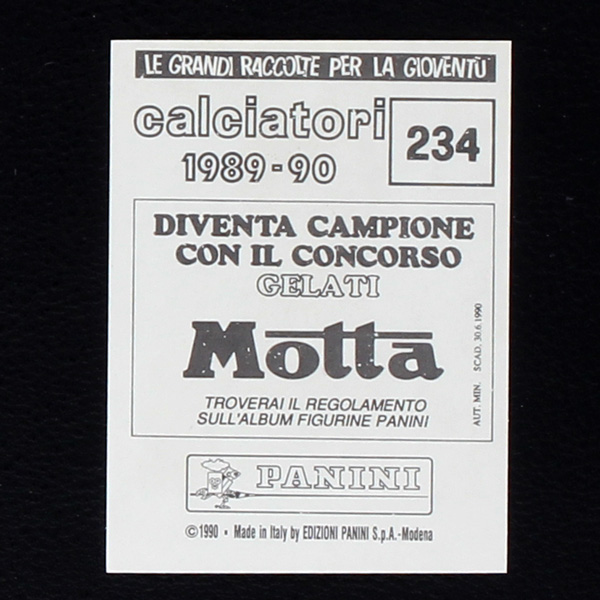 LE GRANDI RACCOLTE PER LA GIOVENTÙ
calciatori
1989-90
234
DIVENTA CAMPIONE
CON IL CONCORSO
GELATI
Motta
TROVERAI IL REGOLAMENTO
SULL'ALBUM FIGURINE PANINI
AUT. MIN. SCAD. 30.6.1990
PANINI
©1990 - Made in Italy by EDIZIONI PANINI S.p.A.-Modena